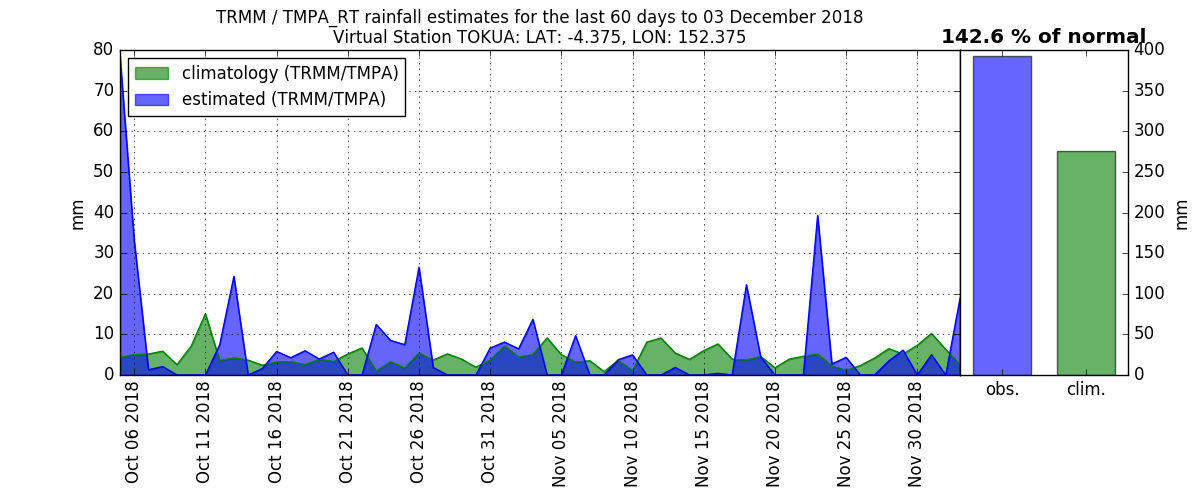 TRMM / TMPA_RT rainfall estimates for the last 60 days to 03 December 2018
Virtual Station TOKUA: LAT: -4.375, LON: 152.375
142.6 % of normal
climatology (TRMM/TMPA)
estimated (TRMM/TMPA)
80
70
60
50
40
30
20
10
0
mm
Oct 06 2018
Oct 11 2018
Oct 16 2018
Oct 21 2018
Oct 26 2018
Oct 31 2018
Nov 05 2018
Nov 10 2018
Nov 15 2018
Nov 20 2018
Nov 25 2018
Nov 30 2018
400
350
300
250
200
150
100
50
0
mm
obs.
clim.